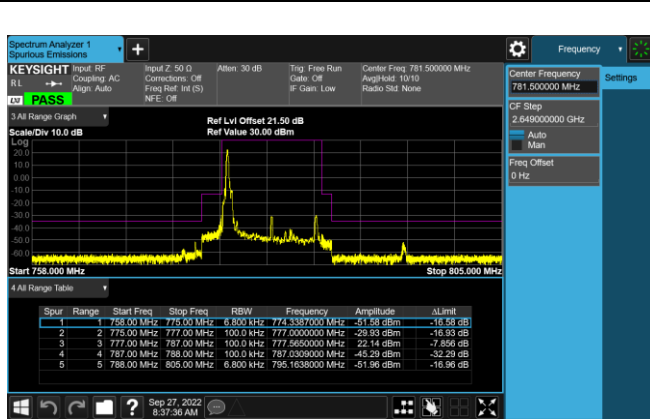 Spectrum Analyzer 1
Spurious Emissions
Frequency
KEYSIGHT Input: RF Input Z: 50 Ω Atten: 30 dB Trig: Free Run Center Freq: 781.500000 MHz
RL Coupling: AC Corrections: Off Gate: Off Avg|Hold: 10/10
Align: Auto Freq Ref: Int (S) IF Gain: Low Radio Std: None
LXI PASS NFE: Off
Center Frequency
781.500000 MHz
Settings
CF Step
2.649000000 GHz
Auto
Man
Freq Offset
0 Hz
3 All Range Graph
Ref Lvl Offset 21.50 dB
Scale/Div 10.0 dB Ref Value 30.00 dBm
Log
20.0
10.0
0.00
-10.0
-20.0
-30.0
-40.0
-50.0
-60.0
Start 758.000 MHz Stop 805.000 MHz
4 All Range Table
Spur Range Start Freq Stop Freq RBW Frequency Amplitude ΔLimit
1 1 758.00 MHz 775.00 MHz 6.800 kHz 774.3387000 MHz -51.58 dBm -16.58 dB
2 2 775.00 MHz 777.00 MHz 100.0 kHz 777.0000000 MHz -29.93 dBm -16.93 dB
3 3 777.00 MHz 787.00 MHz 100.0 kHz 777.5650000 MHz 22.14 dBm -7.856 dB
4 4 787.00 MHz 788.00 MHz 100.0 kHz 787.0309000 MHz -45.29 dBm -32.29 dB
5 5 788.00 MHz 805.00 MHz 6.800 kHz 795.1638000 MHz -51.96 dBm -16.96 dB
Sep 27, 2022
8:37:36 AM